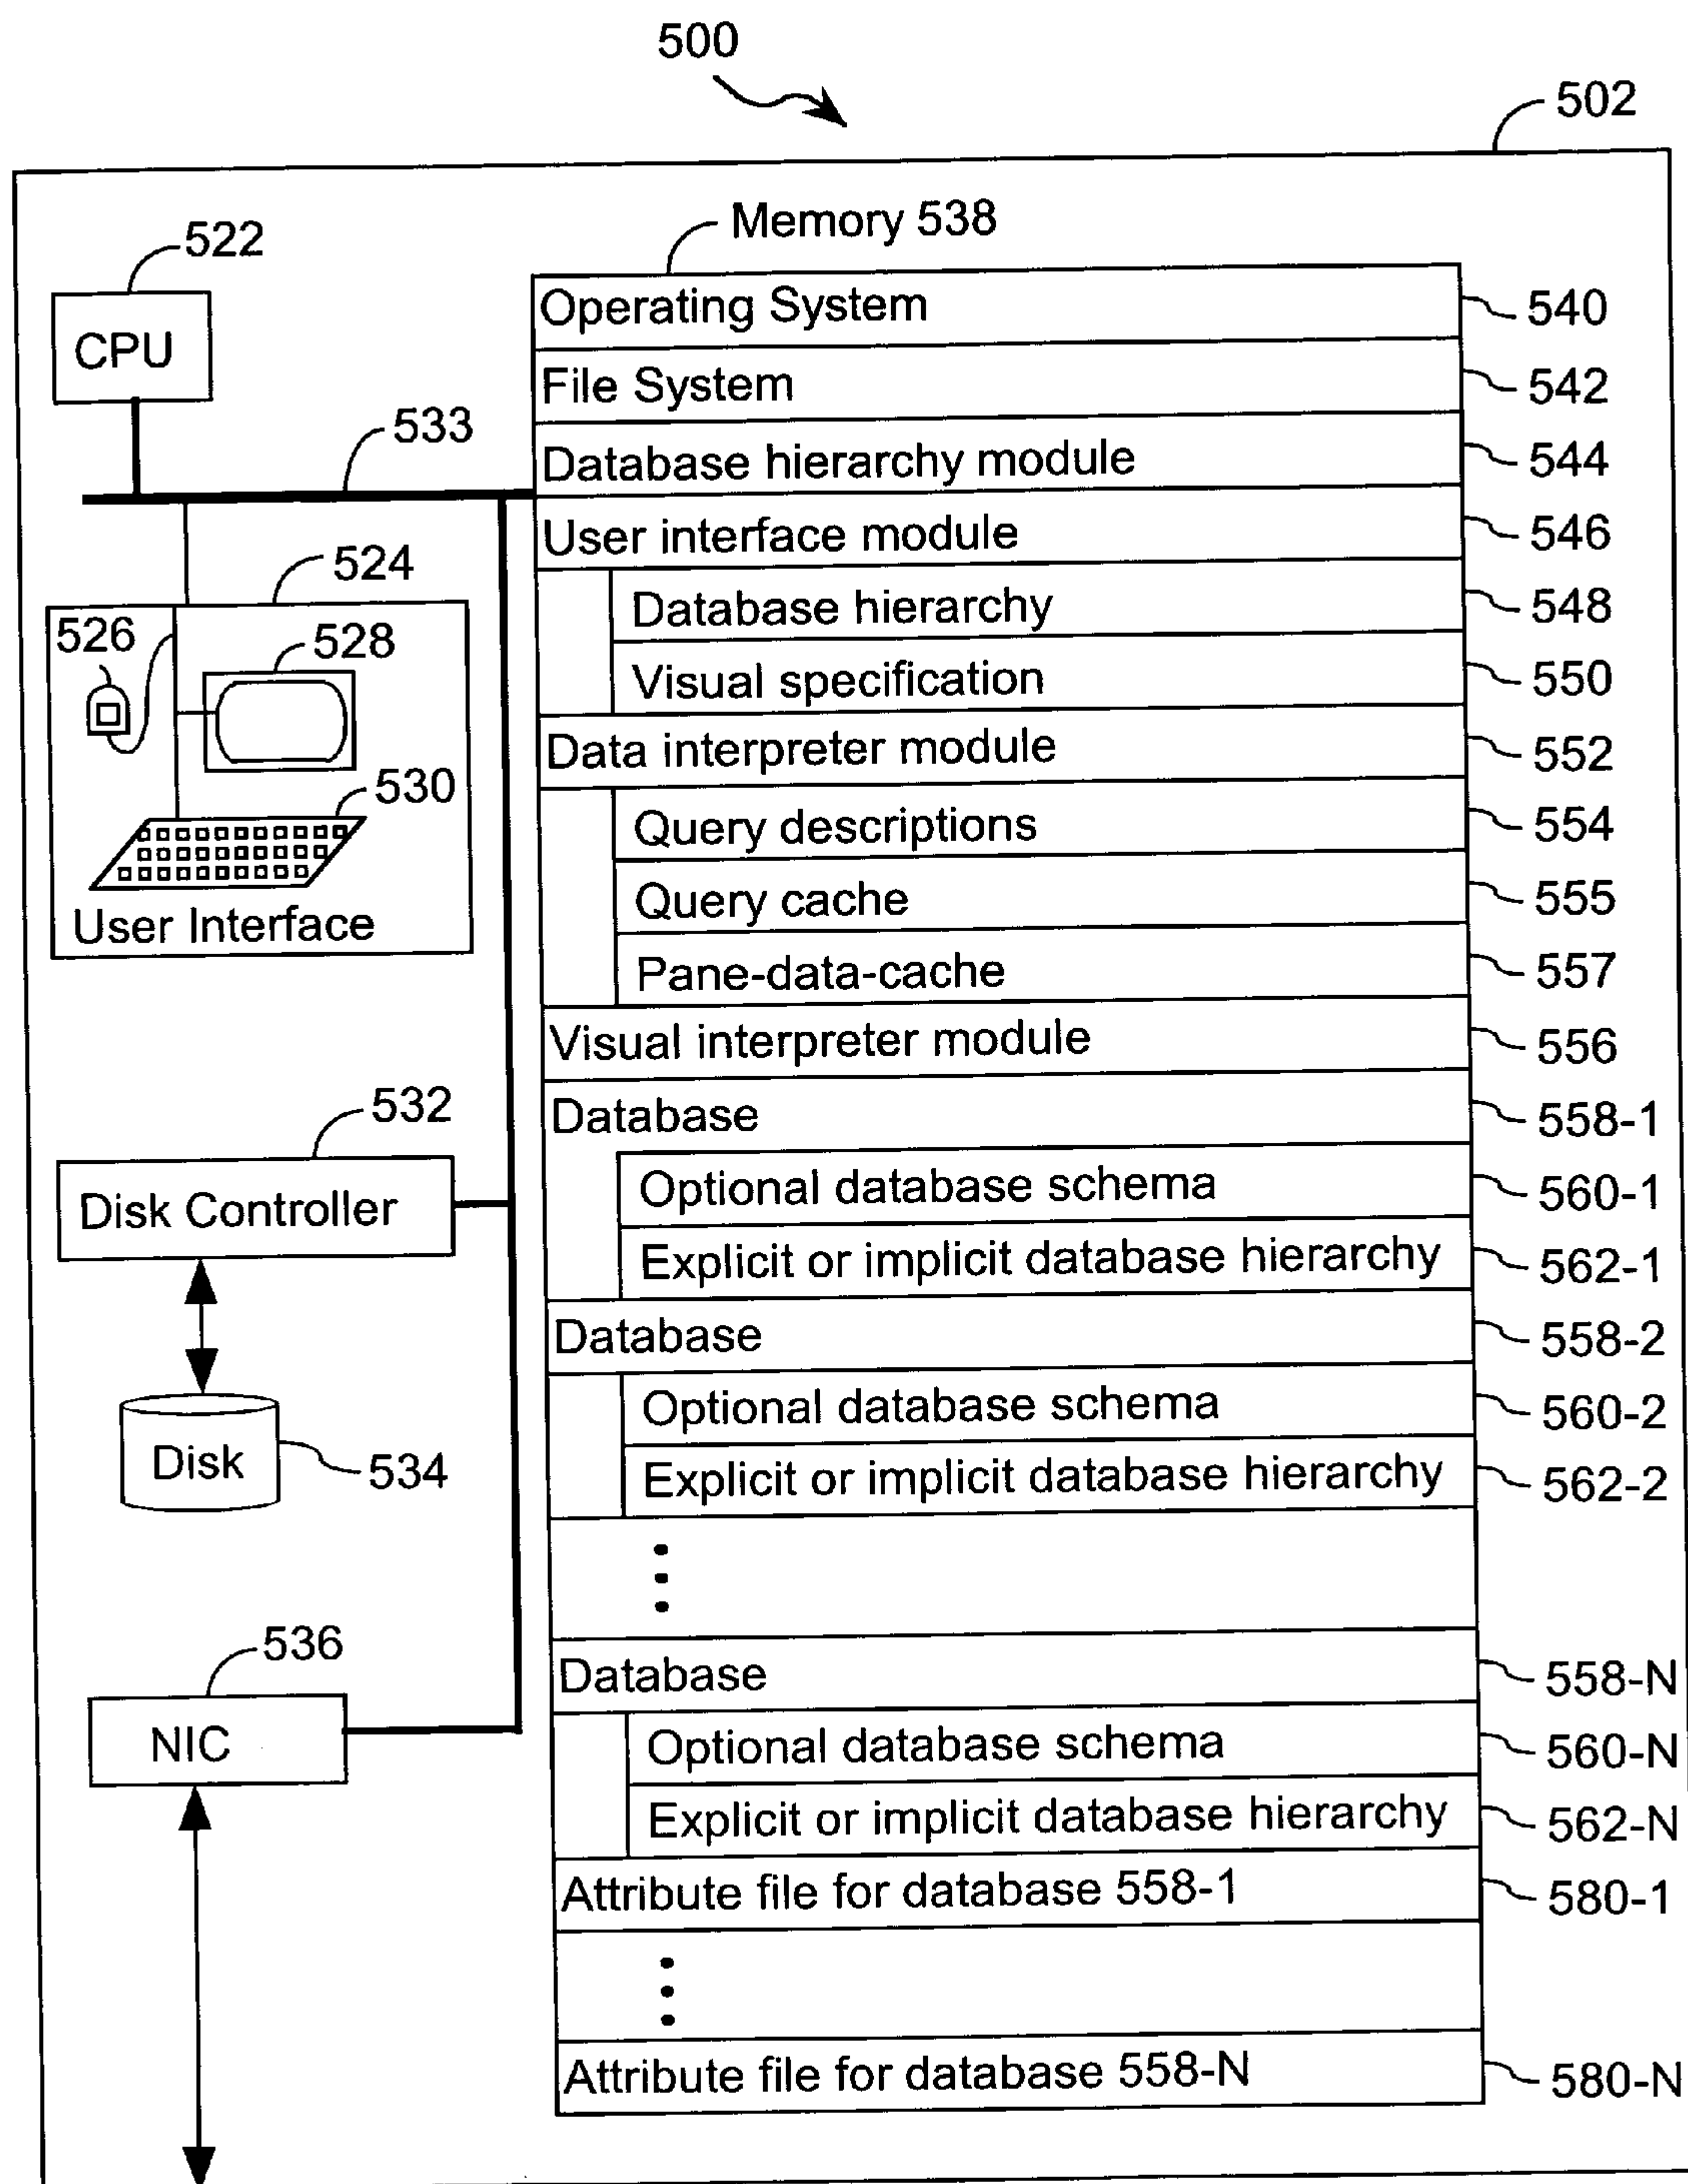 500
502
Memory 538
522
CPU
533
524
526
528
530
User Interface
532
Disk Controller
Disk
534
536
NIC
Operating System 540
File System 542
Database hierarchy module 544
User interface module 546
Database hierarchy 548
Visual specification 550
Data interpreter module 552
Query descriptions 554
Query cache 555
Pane-data-cache 557
Visual interpreter module 556
Database 558-1
Optional database schema 560-1
Explicit or implicit database hierarchy 562-1
Database 558-2
Optional database schema 560-2
Explicit or implicit database hierarchy 562-2
Database 558-N
Optional database schema 560-N
Explicit or implicit database hierarchy 562-N
Attribute file for database 558-1 580-1
Attribute file for database 558-N 580-N